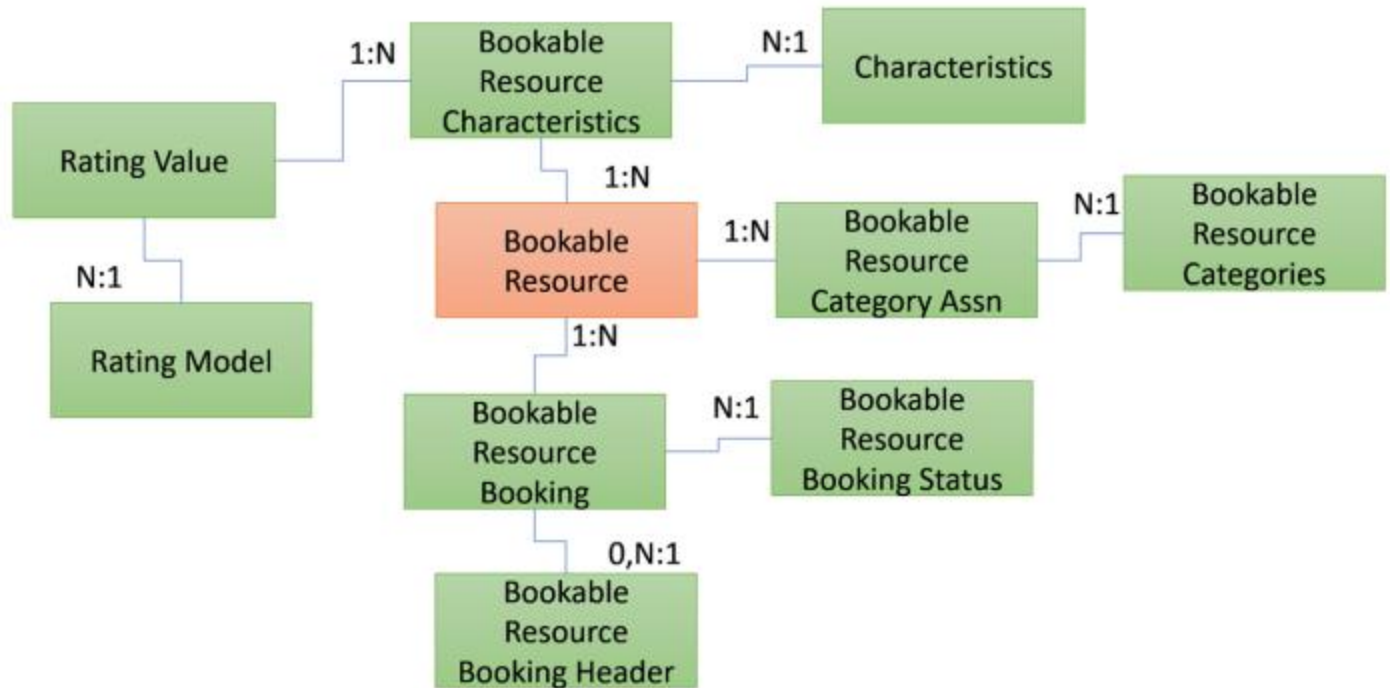 Bookable
Resource
Characteristics
1:N
N:1
Characteristics
Rating Value
1:N
Bookable
Resource
1:N
Bookable
Resource
Category Assn
N:1
Bookable
Resource
Categories
N:1
Rating Model
1:N
Bookable
Resource
Booking
N:1
Bookable
Resource
Booking Status
0,N:1
Bookable
Resource
Booking Header